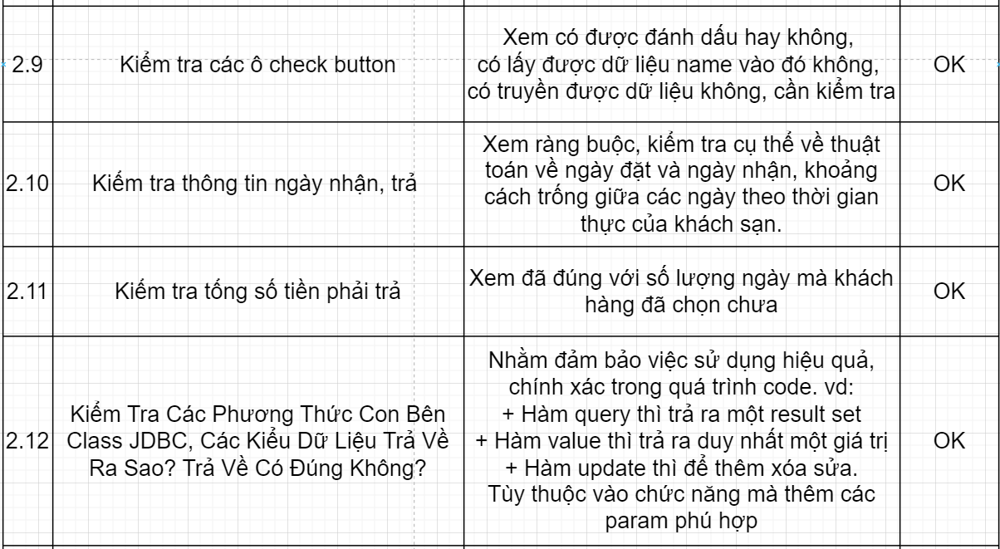 2.9
Kiểm tra các ô check button
Xem có được đánh dấu hay không,
có lấy được dữ liệu name vào đó không,
có truyền được dữ liệu không, cần kiểm tra
OK
2.10
Kiểm tra thông tin ngày nhận, trả
Xem ràng buộc, kiểm tra cụ thể về thuật
toán về ngày đặt và ngày nhận, khoảng
cách trống giữa các ngày theo thời gian
thực của khách sạn.
OK
2.11
Kiểm tra tổng số tiền phải trả
Xem đã đúng với số lượng ngày mà khách
hàng đã chọn chưa
OK
2.12
Kiểm Tra Các Phương Thức Con Bên
Class JDBC, Các Kiểu Dữ Liệu Trả Về
Ra Sao? Trả Về Có Đúng Không?
Nhằm đảm bảo việc sử dụng hiệu quả,
chính xác trong quá trình code. vd:
+ Hàm query thì trả ra một result set
+ Hàm value thì trả ra duy nhất một giá trị
+ Hàm update thì để thêm xóa sửa.
Tùy thuộc vào chức năng mà thêm các
param phú hợp
OK